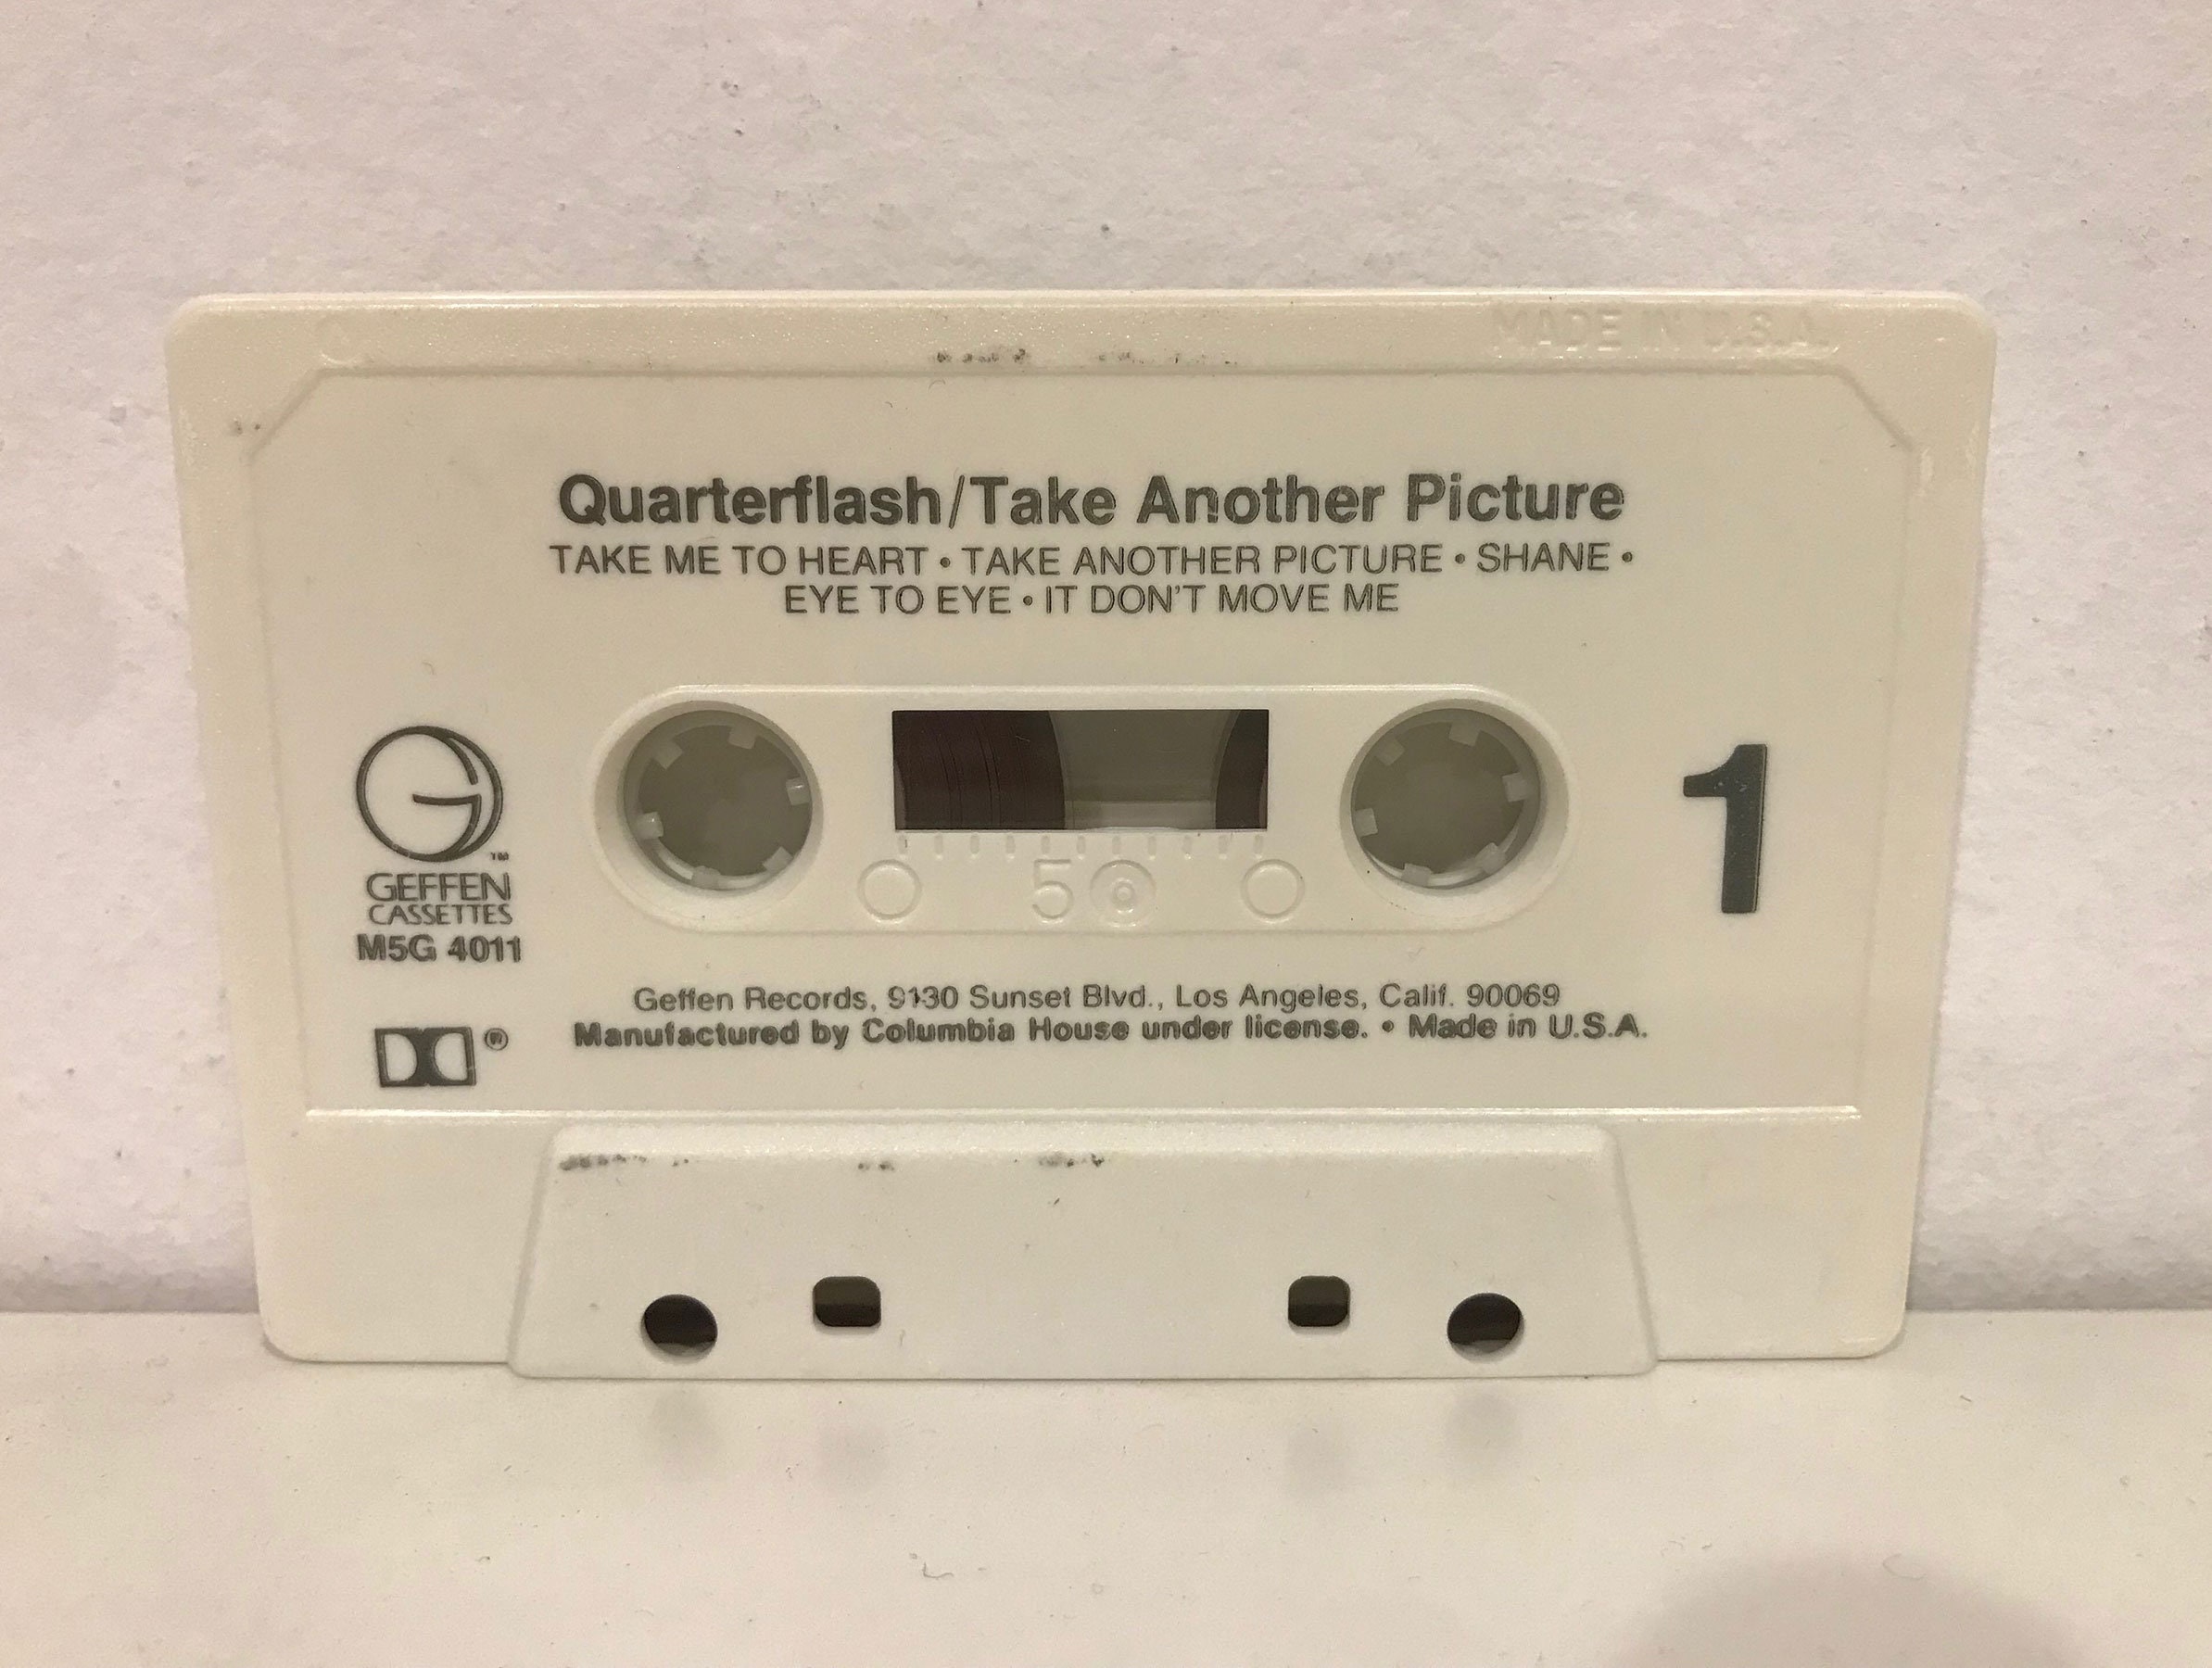 MADE IN U.S.A.
Quarterflash/Take Another Picture
TAKE ME TO HEART • TAKE ANOTHER PICTURE • SHANE •
EYE TO EYE • IT DON'T MOVE ME
G™
GEFFEN
CASSETTES
M5G 4011
50
1
Geffen Records, 9130 Sunset Blvd., Los Angeles, Calif. 90069
Manufactured by Columbia House under license. • Made in U.S.A.
®